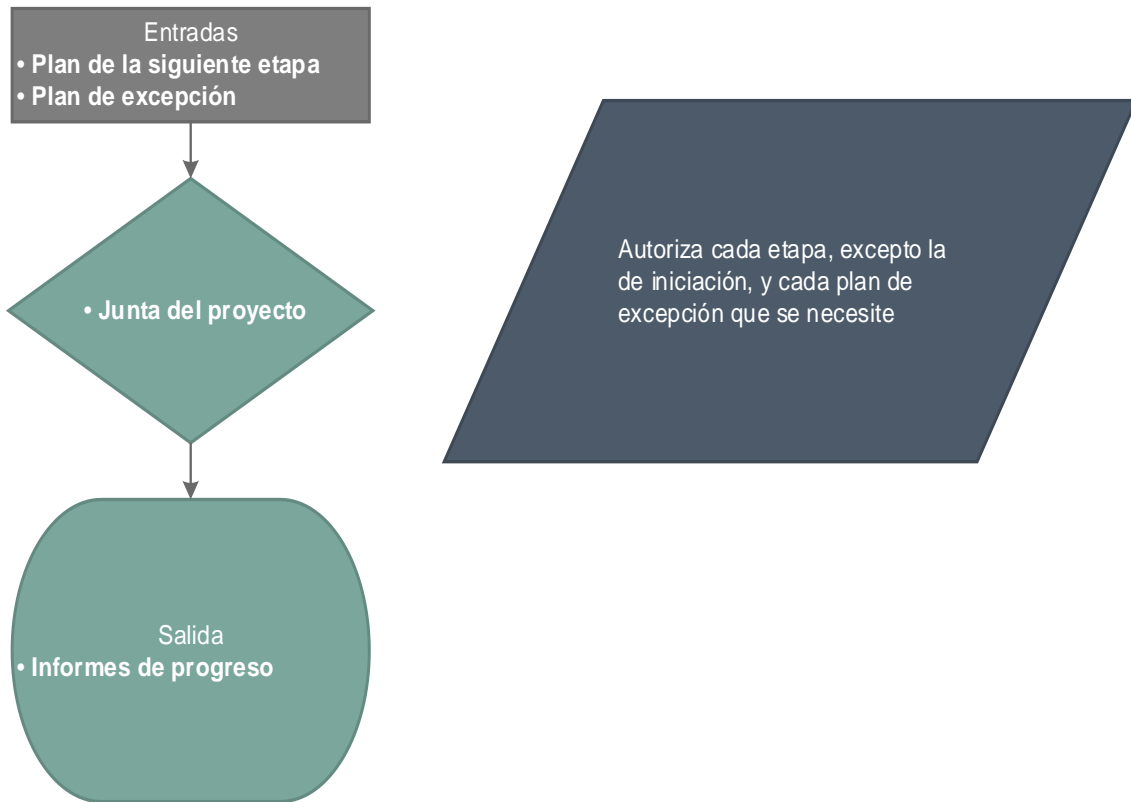 Entradas
• Plan de la siguiente etapa
• Plan de excepción
• Junta del proyecto
Autoriza cada etapa, excepto la
de iniciación, y cada plan de
excepción que se necesite
Salida
• Informes de progreso